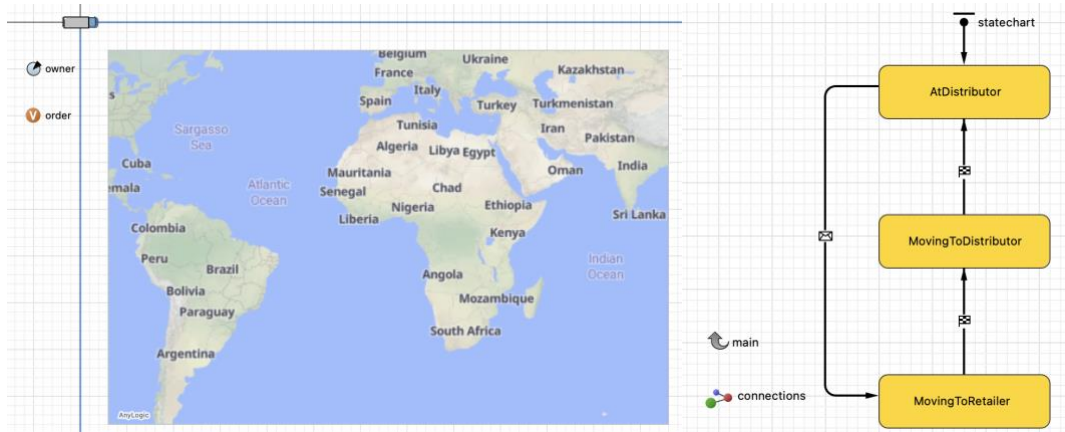 statechart
owner
order
AtDistributor
MovingToDistributor
MovingToRetailer
main
connections
Belgium
Ukraine
France
Kazakhstan
Italy
Spain
Turkey
Turkmenistan
Tunisia
Iran
Sargasso
Sea
Pakistan
Algeria
Libya
Egypt
Cuba
India
Mauritania
Oman
mala
Atlantic
Ocean
Senegal
Chad
Nigeria
Ethiopia
Sri Lanka
Liberia
Colombia
Kenya
Peru
Brazil
Indian
Ocean
Angola
Bolivia
Mozambique
Paraguay
South Africa
Argentina
AnyLogic
s
V